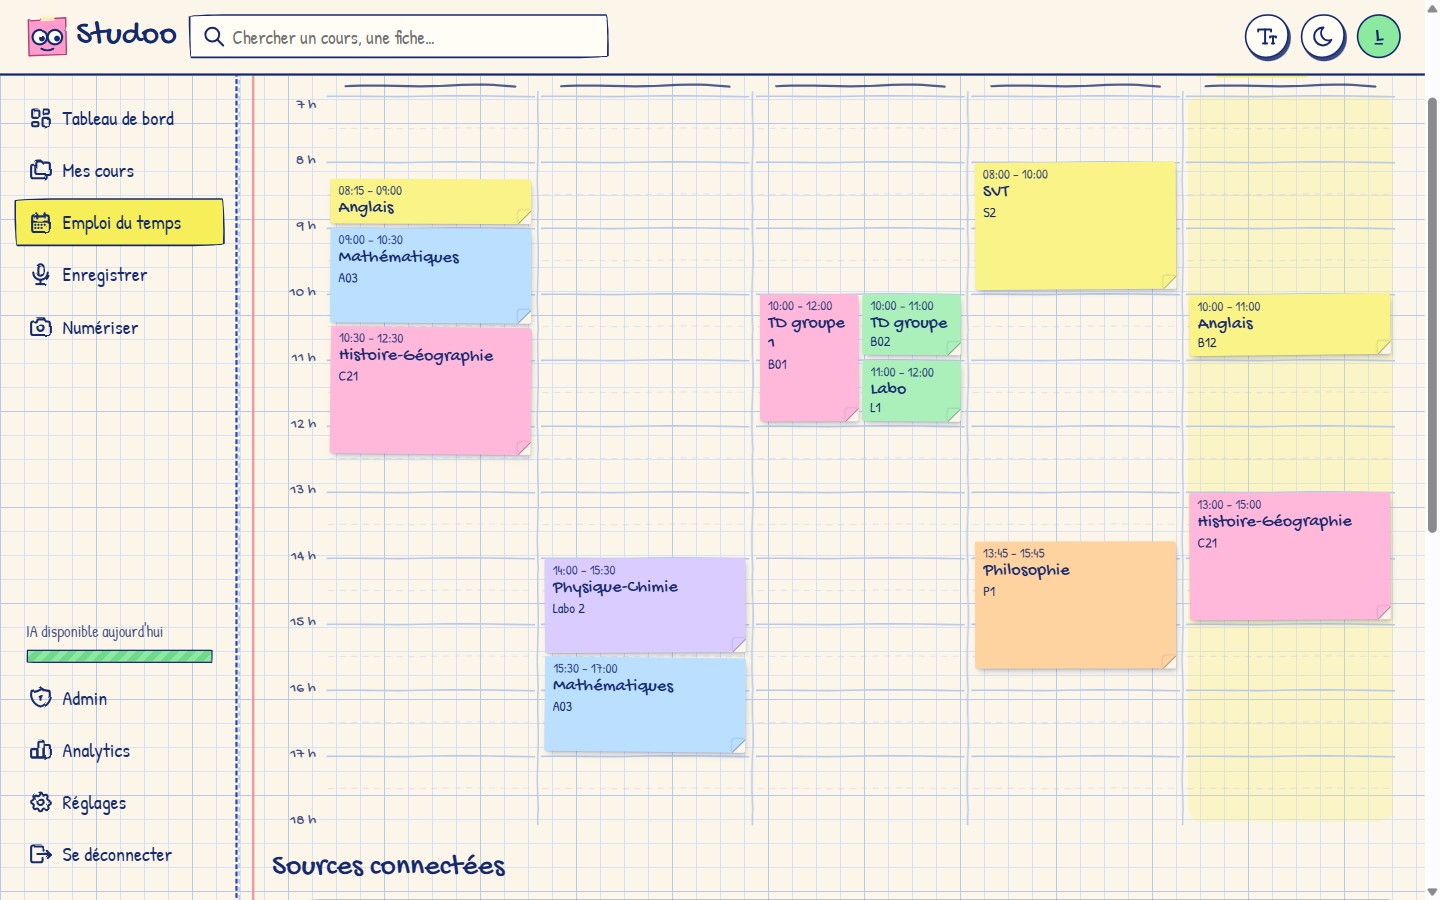 Studoo
Chercher un cours, une fiche...
Tt
L
Tableau de bord
Mes cours
Emploi du temps
Enregistrer
Numériser
IA disponible aujourd'hui
Admin
Analytics
Réglages
Se déconnecter
7 h
8 h
9 h
10 h
11 h
12 h
13 h
14 h
15 h
16 h
17 h
18 h
08:15 – 09:00
Anglais
09:00 – 10:30
Mathématiques
A03
10:30 – 12:30
Histoire-Géographie
C21
14:00 – 15:30
Physique-Chimie
Labo 2
15:30 – 17:00
Mathématiques
A03
10:00 – 12:00
TD groupe
1
B01
10:00 – 11:00
TD groupe
B02
11:00 – 12:00
Labo
L1
08:00 – 10:00
SVT
S2
13:45 – 15:45
Philosophie
P1
10:00 – 11:00
Anglais
B12
13:00 – 15:00
Histoire-Géographie
C21
Sources connectées